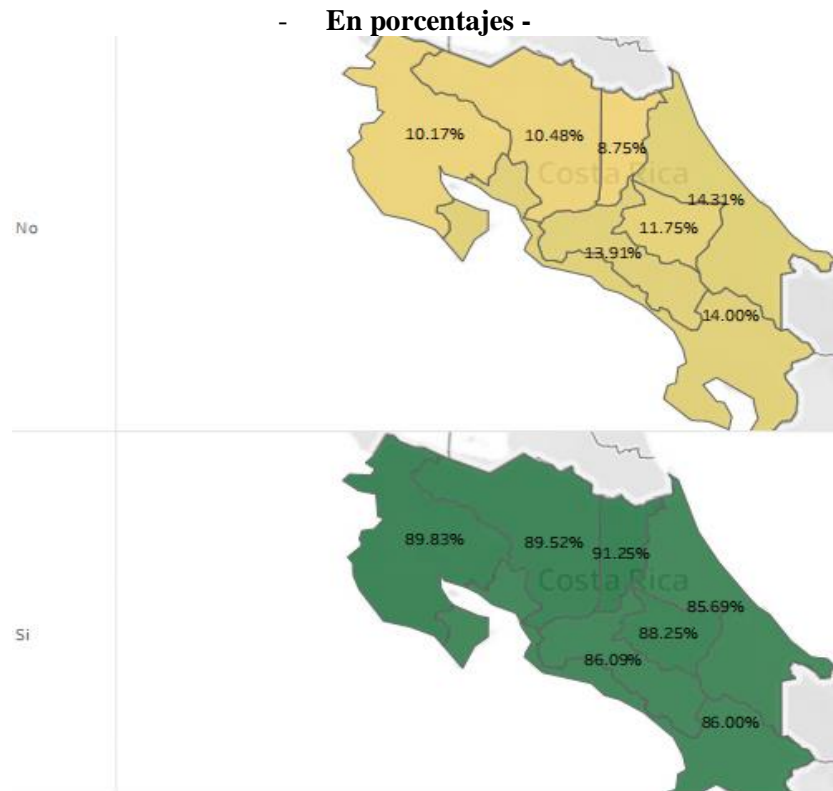 - En porcentajes -
10.17%
10.48%
8.75%
Costa Rica
14.31%
11.75%
No
13.91%
14.00%
89.83%
89.52%
91.25%
Costa Rica
85.69%
88.25%
Si
86.09%
86.00%